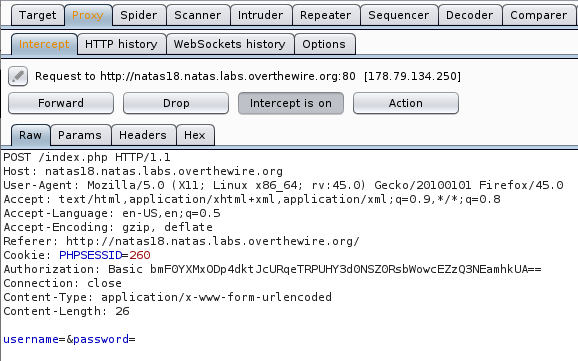 Target Proxy Spider Scanner Intruder Repeater Sequencer Decoder Comparer
Intercept HTTP history WebSockets history Options
Request to http://natas18.natas.labs.overthewire.org:80 [178.79.134.250]
Forward Drop Intercept is on Action
Raw Params Headers Hex
POST /index.php HTTP/1.1
Host: natas18.natas.labs.overthewire.org
User-Agent: Mozilla/5.0 (X11; Linux x86_64; rv:45.0) Gecko/20100101 Firefox/45.0
Accept: text/html,application/xhtml+xml,application/xml;q=0.9,*/*;q=0.8
Accept-Language: en-US,en;q=0.5
Accept-Encoding: gzip, deflate
Referer: http://natas18.natas.labs.overthewire.org/
Cookie: PHPSESSID=260
Authorization: Basic bmF0YXMxODp4dktJcURqeTRPUHY3d0NSZ0RsbWowcEZzQ3NEamhkUA==
Connection: close
Content-Type: application/x-www-form-urlencoded
Content-Length: 26
username=&password=